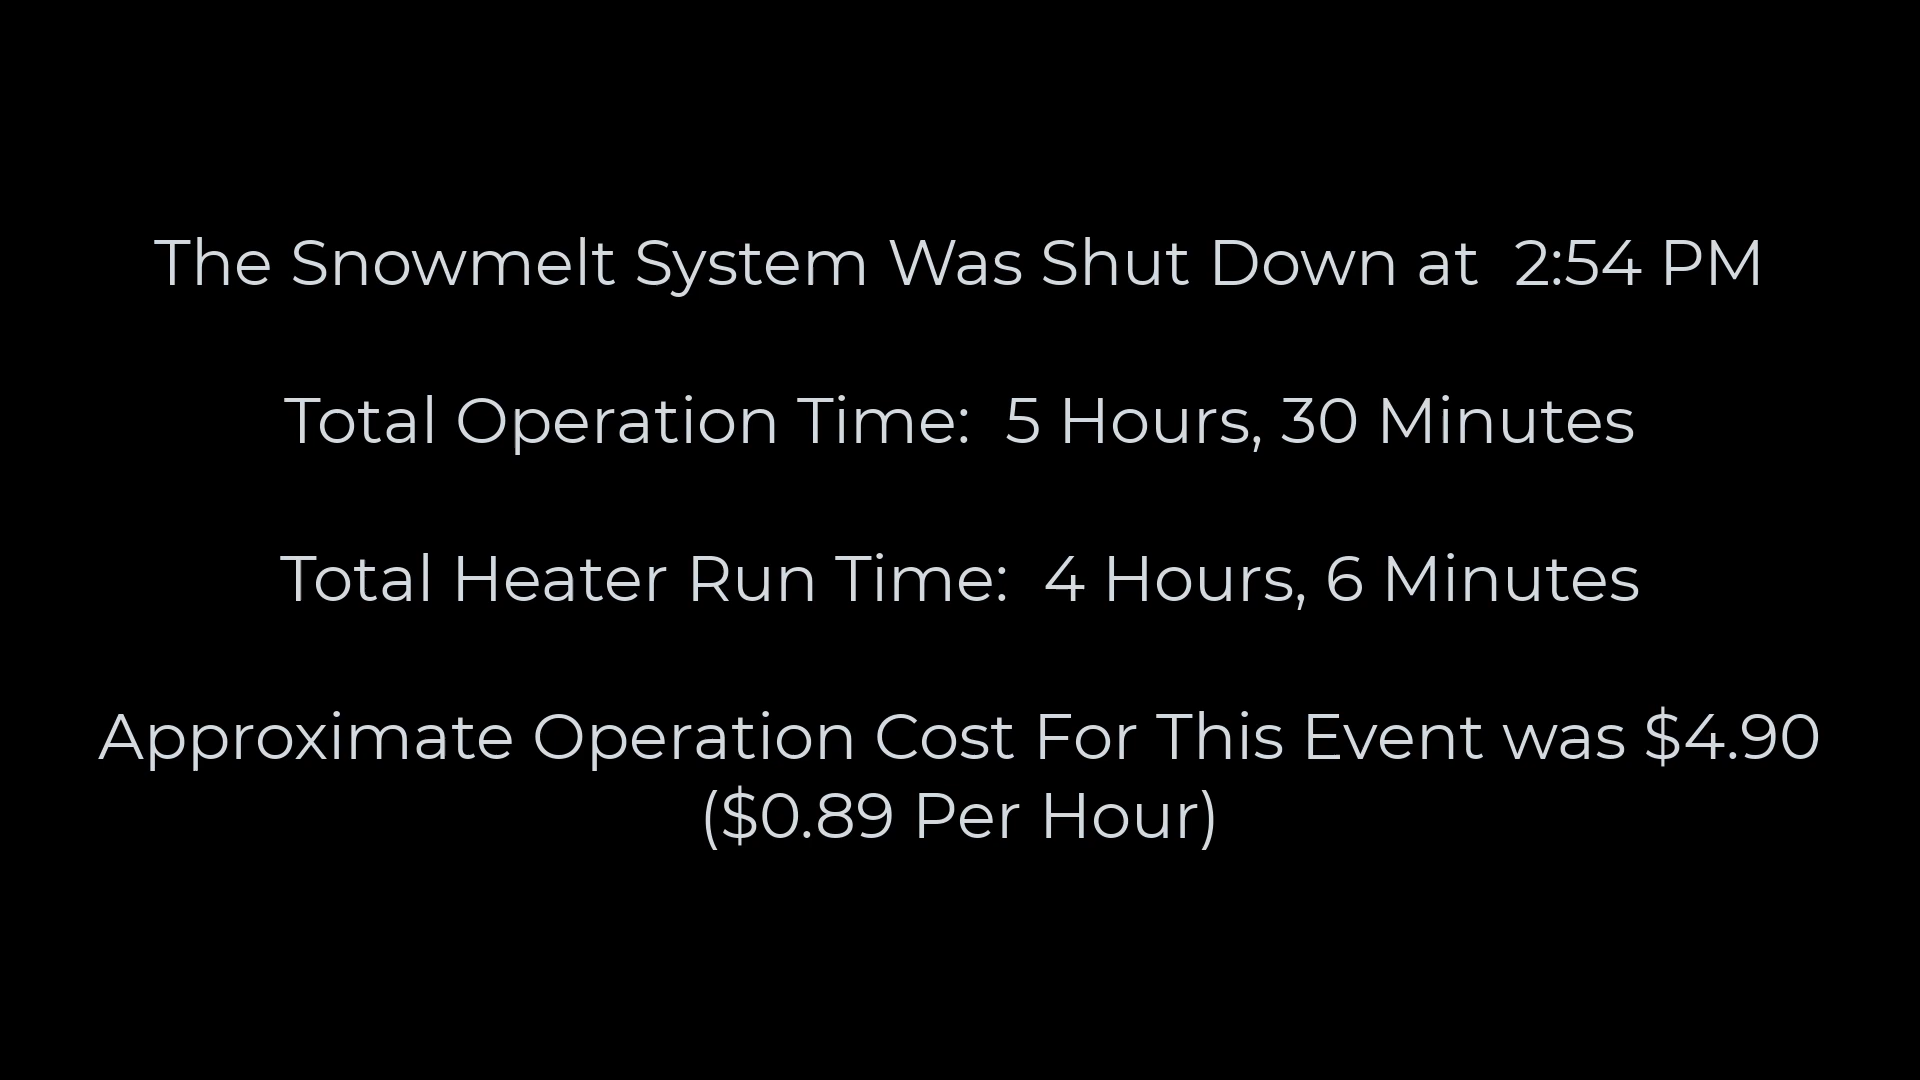 The Snowmelt System Was Shut Down at  2:54 PM
Total Operation Time:  5 Hours, 30 Minutes
Total Heater Run Time:  4 Hours, 6 Minutes
Approximate Operation Cost For This Event was $4.90
($0.89 Per Hour)